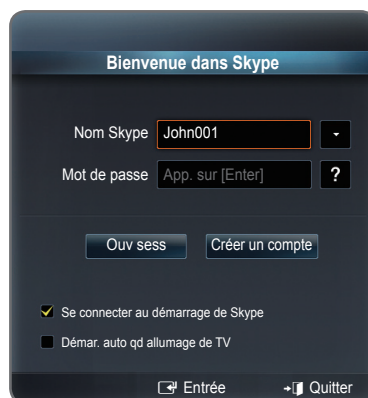 Bienvenue dans Skype
Nom Skype John001
Mot de passe App. sur [Enter] ?
Ouv sess Créer un compte
Se connecter au démarrage de Skype
Démar. auto qd allumage de TV
Entrée Quitter